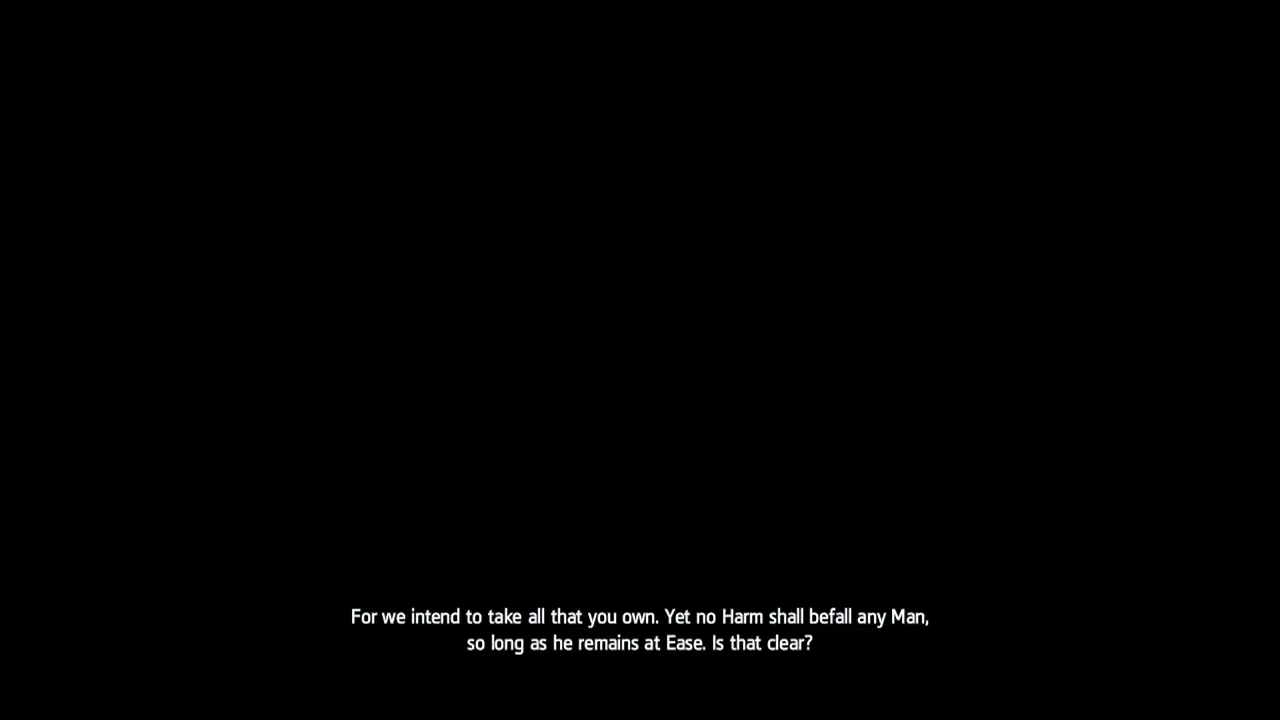 For we intend to take all that you own. Yet no Harm shall befall any Man,
so long as he remains at Ease. Is that clear?